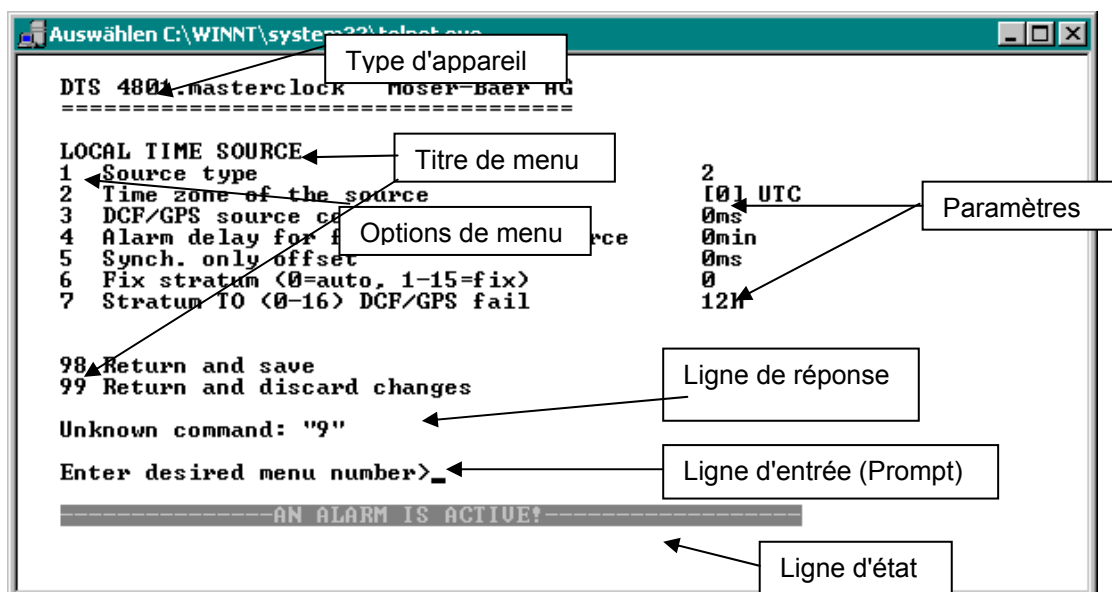 Auswählen C:\WINNT\system32\telnet.exe
Type d'appareil
DTS 4801.masterclock Moser-Baer AG
=================================
LOCAL TIME SOURCE
Titre de menu
1 Source type 2
2 Time zone of the source [0] UTC
Paramètres
3 DCF/GPS source 0ms
Options de menu
4 Alarm delay for 0min
5 Synch. only offset 0ms
6 Fix stratum (0=auto, 1-15=fix) 0
7 Stratum TO (0-16) DCF/GPS fail 12h
98 Return and save
99 Return and discard changes
Ligne de réponse
Unknown command: "9"
Enter desired menu number>_
Ligne d'entrée (Prompt)
----------------AN ALARM IS ACTIVE!-------------------
Ligne d'état